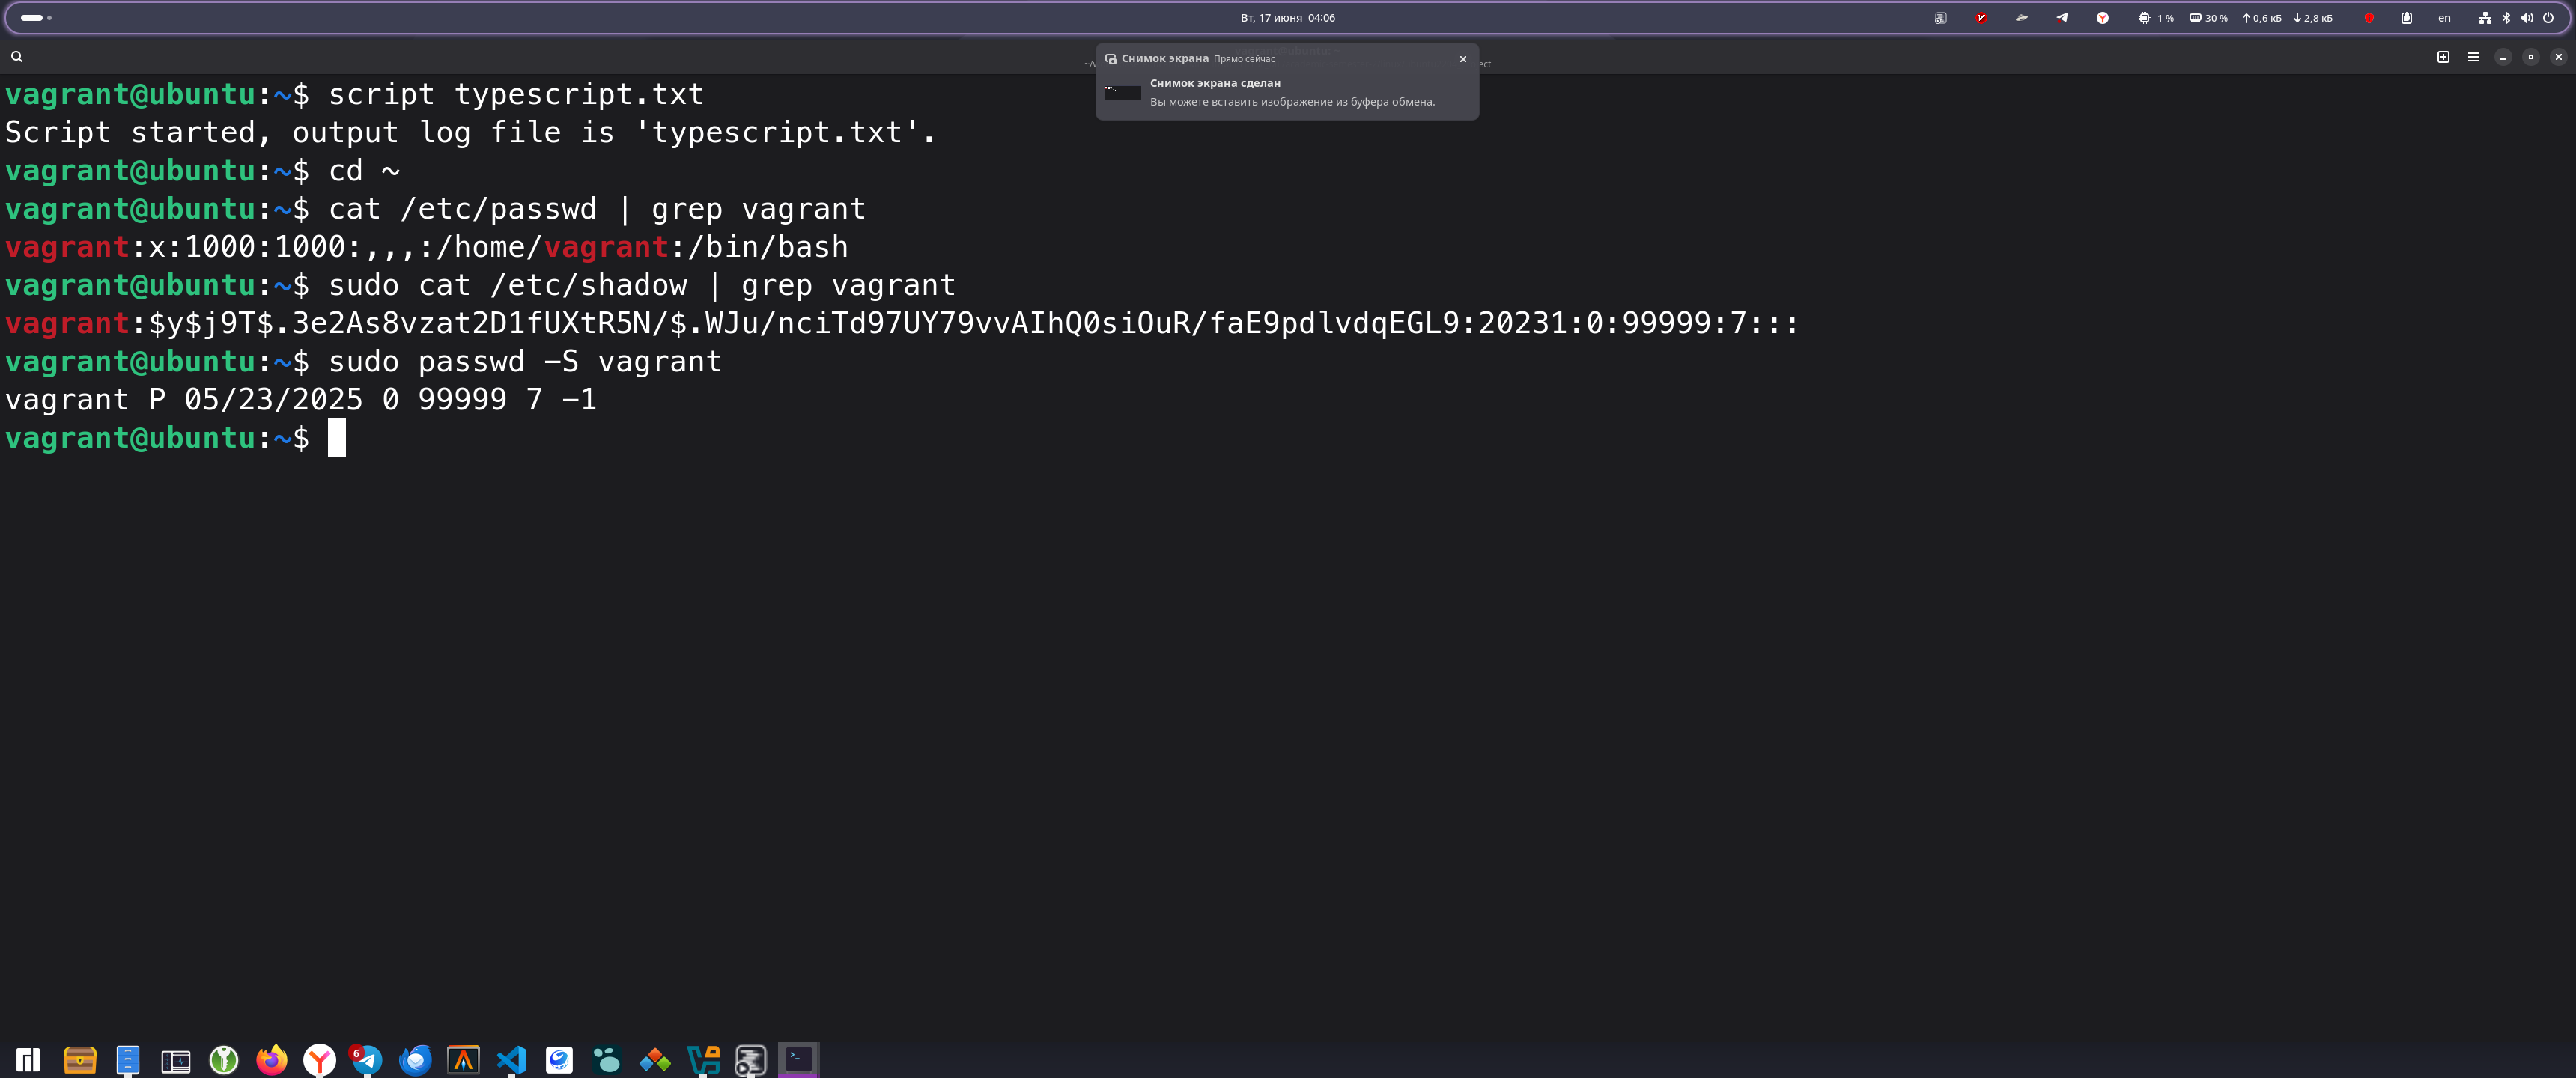 Вт, 17 июня 04:06
1 %
30 %
0,6 кБ
2,8 кБ
en
Снимок экрана Прямо сейчас
Снимок экрана сделан
Вы можете вставить изображение из буфера обмена.
vagrant@ubuntu:~$ script typescript.txt
Script started, output log file is 'typescript.txt'.
vagrant@ubuntu:~$ cd ~
vagrant@ubuntu:~$ cat /etc/passwd | grep vagrant
vagrant:x:1000:1000:,,,:/home/vagrant:/bin/bash
vagrant@ubuntu:~$ sudo cat /etc/shadow | grep vagrant
vagrant:$y$j9T$.3e2As8vzat2D1fUXtR5N/$.WJu/nciTd97UY79vvAIhQ0siOuR/faE9pdlvdqEGL9:20231:0:99999:7:::
vagrant@ubuntu:~$ sudo passwd -S vagrant
vagrant P 05/23/2025 0 99999 7 -1
vagrant@ubuntu:~$
6